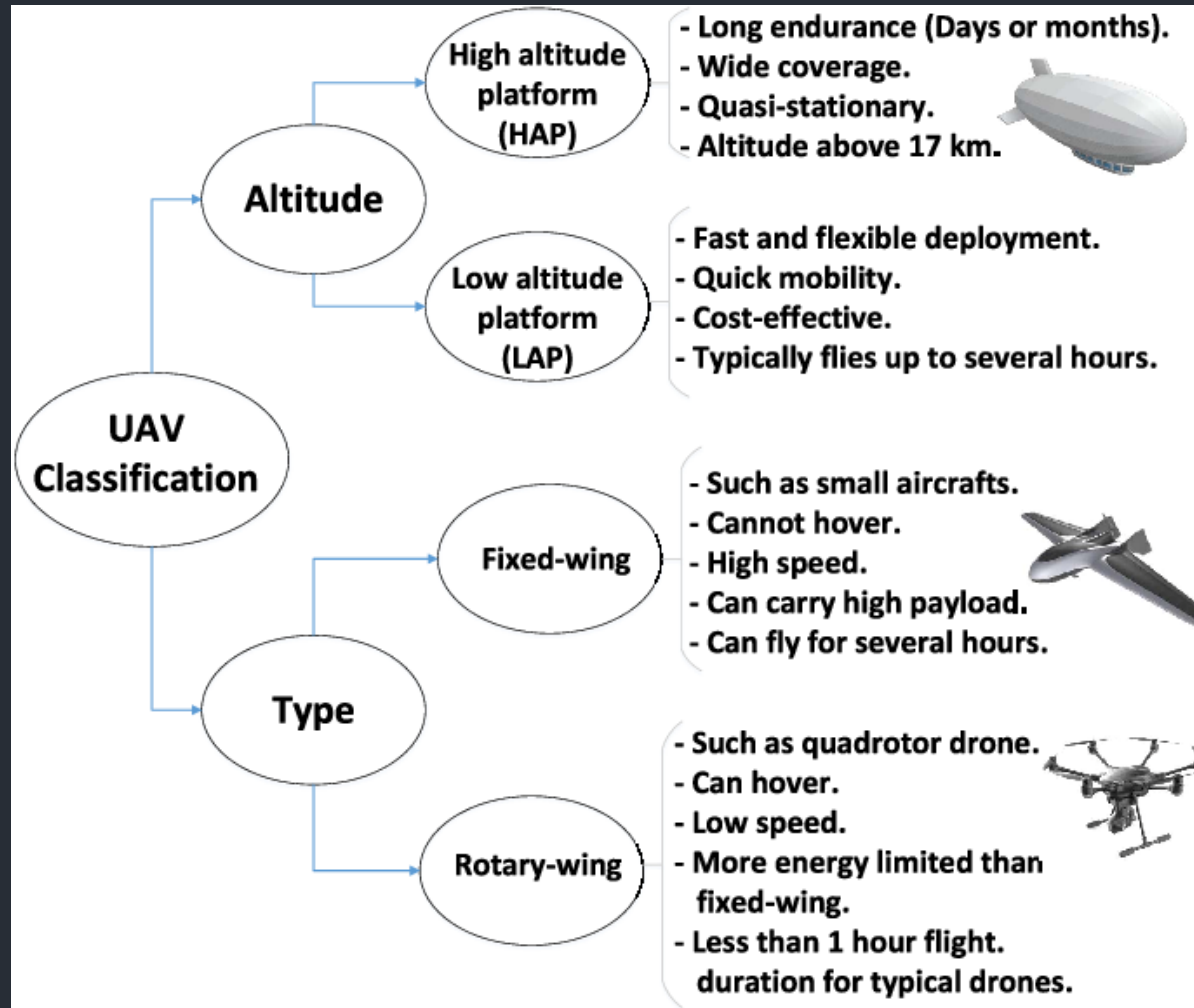 High altitude
platform
(HAP)
- Long endurance (Days or months).
- Wide coverage.
- Quasi-stationary.
- Altitude above 17 km.
Altitude
Low altitude
platform
(LAP)
- Fast and flexible deployment.
- Quick mobility.
- Cost-effective.
- Typically flies up to several hours.
UAV
Classification
Fixed-wing
- Such as small aircrafts.
- Cannot hover.
- High speed.
- Can carry high payload.
- Can fly for several hours.
Type
Rotary-wing
- Such as quadrotor drone.
- Can hover.
- Low speed.
- More energy limited than
fixed-wing.
- Less than 1 hour flight.
duration for typical drones.